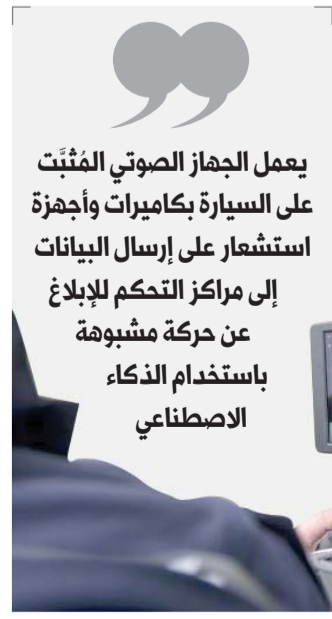 يعمل الجهاز الصوتي المُثبَّت
على السيارة بكاميرات وأجهزة
استشعار على إرسال البيانات
إلى مراكز التحكم للإبلاغ
عن حركة مشبوهة
باستخدام الذكاء
الاصطناعي